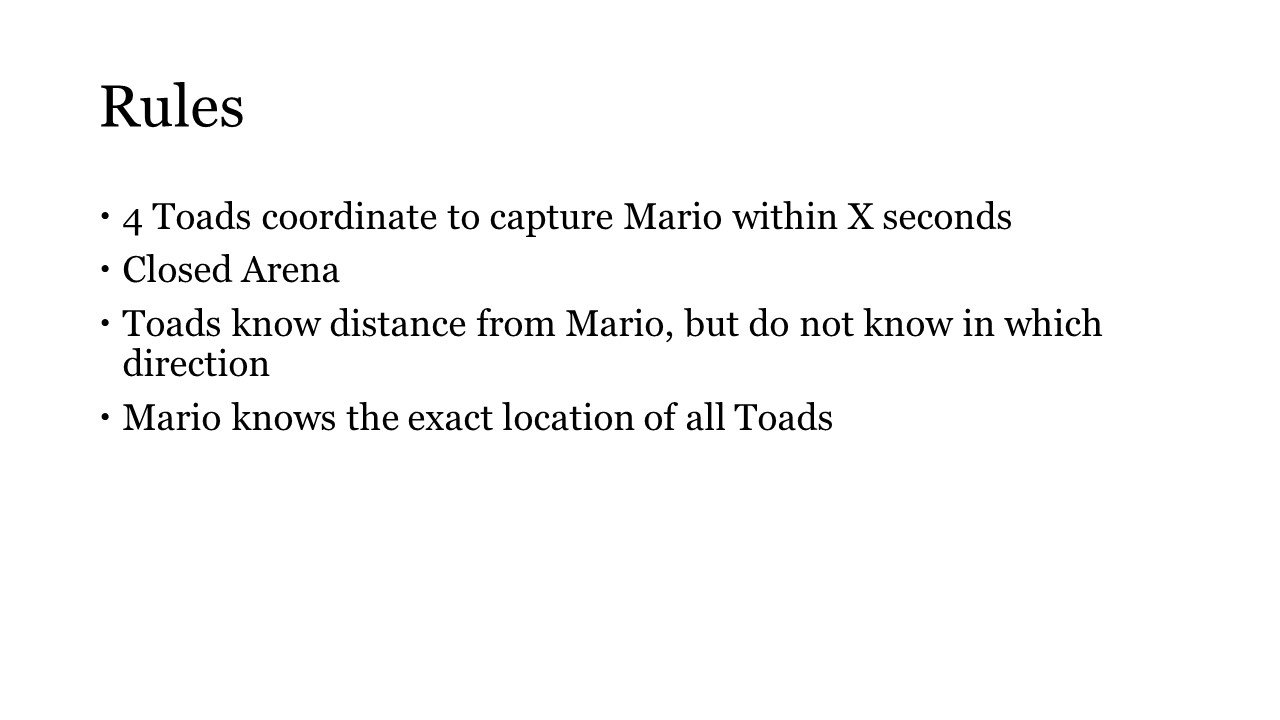 Rules
• 4 Toads coordinate to capture Mario within X seconds
• Closed Arena
• Toads know distance from Mario, but do not know in which
direction
• Mario knows the exact location of all Toads